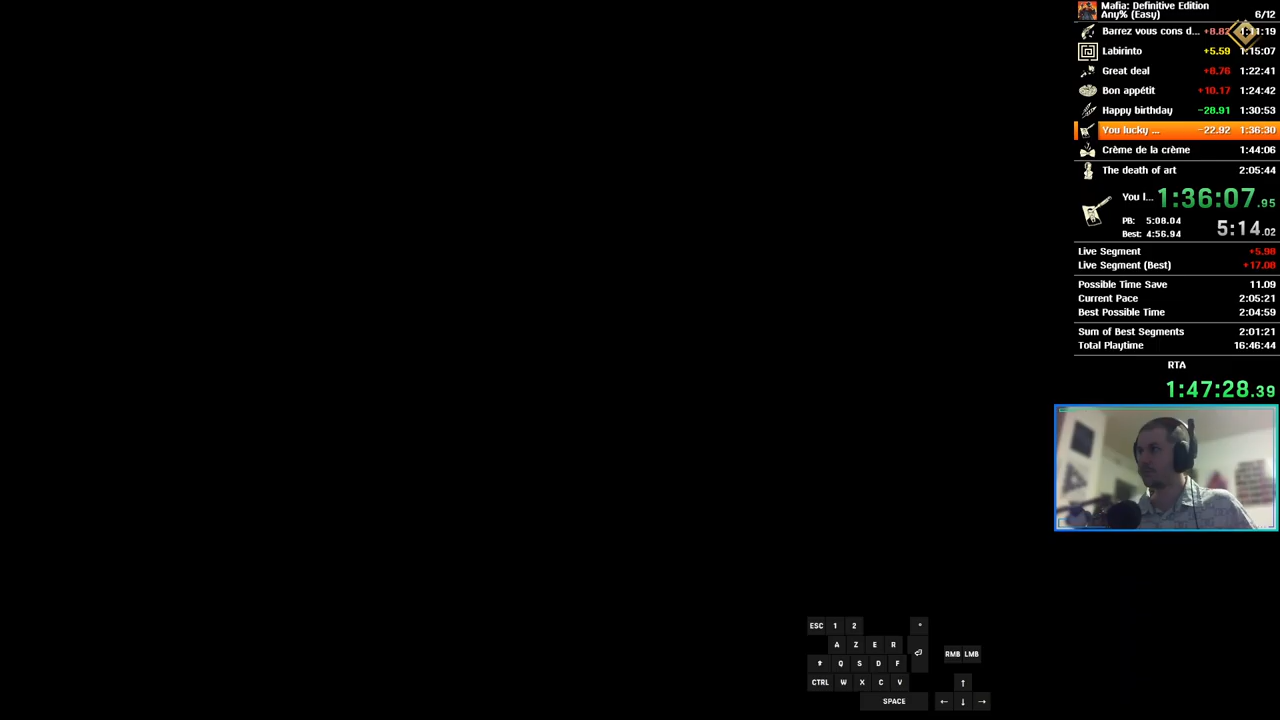 Mafia: Definitive Edition
Any% (Easy) 6/12
Barrez vous cons d... +8.82 1:11:19
Labirinto +5.59 1:15:07
Great deal +8.76 1:22:41
Bon appétit +10.17 1:24:42
Happy birthday −28.91 1:30:53
You lucky ... −22.92 1:36:30
Crème de la crème 1:44:06
The death of art 2:05:44
You l... 1:36:07.95
PB: 5:08.04
Best: 4:56.94
5:14.02
Live Segment +5.98
Live Segment (Best) +17.08
Possible Time Save 11.09
Current Pace 2:05:21
Best Possible Time 2:04:59
Sum of Best Segments 2:01:21
Total Playtime 16:46:44
RTA
1:47:28.39
ESC 1 2 °
A Z E R
RMB LMB
Q S D F
CTRL W X C V
SPACE